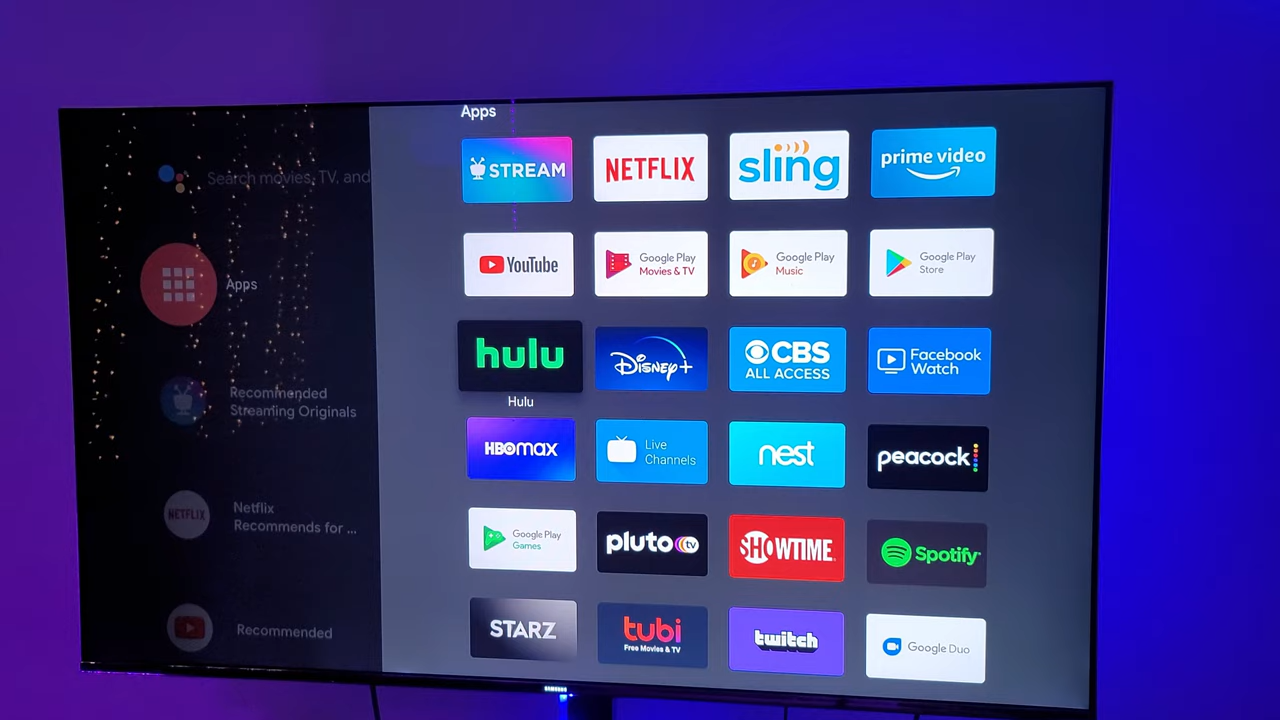 Apps
Search movies, TV, and
Apps
Recommended
Streaming Originals
NETFLIX
Netflix
Recommends for ...
Recommended
STREAM
NETFLIX
sling
prime video
YouTube
Google Play
Movies & TV
Google Play
Music
Google Play
Store
hulu
Hulu
Disney+
CBS
ALL ACCESS
Facebook
Watch
HBOmax
Live
Channels
nest
peacock
Google Play
Games
pluto tv
SHOWTIME
Spotify
STARZ
tubi
Free Movies & TV
twitch
Google Duo
SAMSUNG